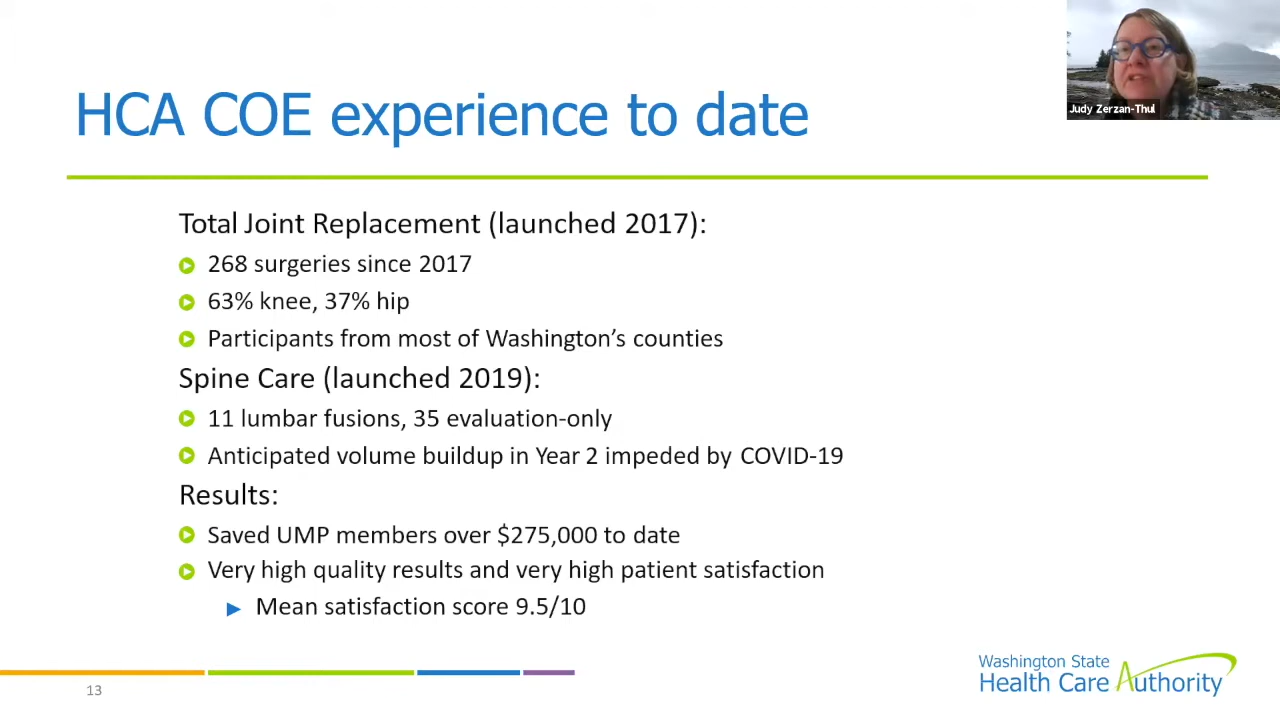 HCA COE experience to date
Judy Zerzan-Thul
Total Joint Replacement (launched 2017):
268 surgeries since 2017
63% knee, 37% hip
Participants from most of Washington’s counties
Spine Care (launched 2019):
11 lumbar fusions, 35 evaluation-only
Anticipated volume buildup in Year 2 impeded by COVID-19
Results:
Saved UMP members over $275,000 to date
Very high quality results and very high patient satisfaction
Mean satisfaction score 9.5/10
13
Washington State
Health Care Authority